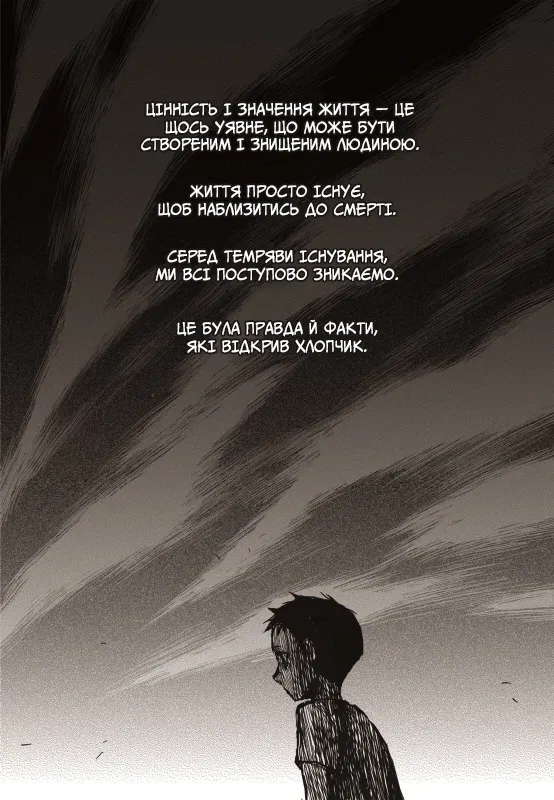 ЦІННІСТЬ І ЗНАЧЕННЯ ЖИТТЯ — ЦЕ
ЩОСЬ УЯВНЕ, ЩО МОЖЕ БУТИ
СТВОРЕНИМ І ЗНИЩЕНИМ ЛЮДИНОЮ.
ЖИТТЯ ПРОСТО ІСНУЄ,
ЩОБ НАБЛИЗИТИСЬ ДО СМЕРТІ.
СЕРЕД ТЕМРЯВИ ІСНУВАННЯ,
МИ ВСІ ПОСТУПОВО ЗНИКАЄМО.
ЦЕ БУЛА ПРАВДА Й ФАКТИ,
ЯКІ ВІДКРИВ ХЛОПЧИК.